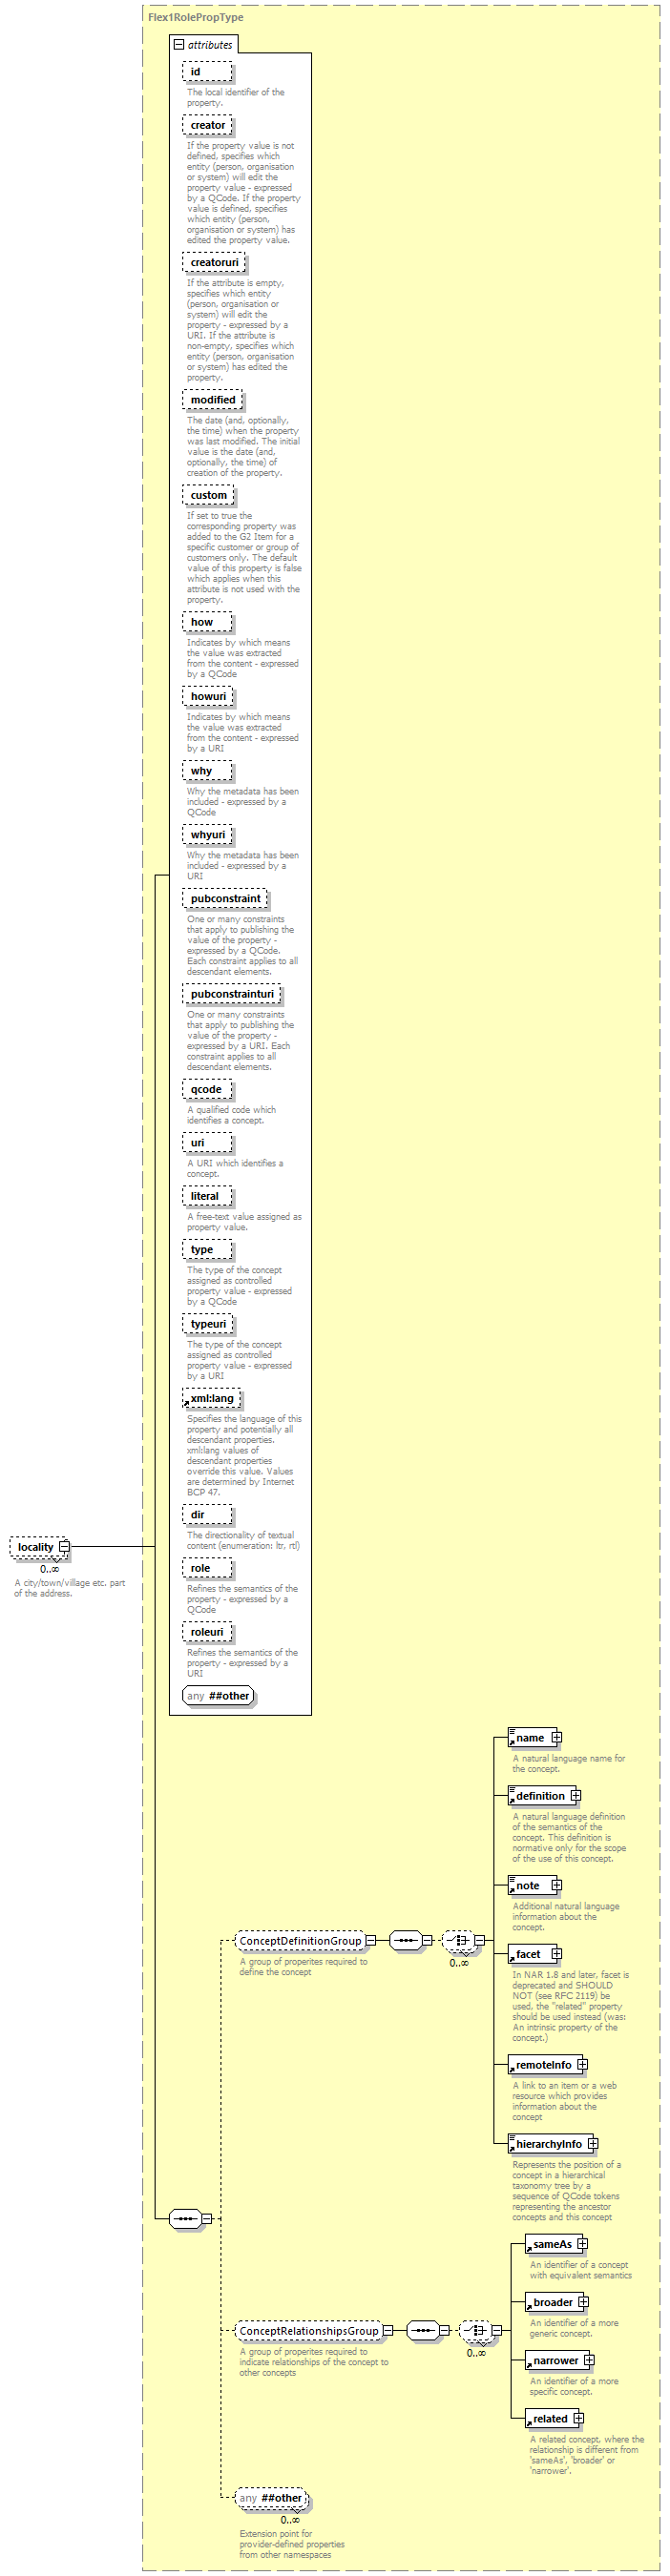 Flex1RolePropType
attributes
id
The local identifier of the
property.
creator
If the property value is not
defined, specifies which
entity (person, organisation
or system) will edit the
property value - expressed
by a QCode. If the property
value is defined, specifies
which entity (person,
organisation or system) has
edited the property value.
creatoruri
If the attribute is empty,
specifies which entity
(person, organisation or
system) will edit the
property - expressed by a
URI. If the attribute is
non-empty, specifies which
entity (person, organisation
or system) has edited the
property.
modified
The date (and, optionally,
the time) when the property
was last modified. The initial
value is the date (and,
optionally, the time) of
creation of the property.
custom
If set to true the
corresponding property was
added to the G2 Item for a
specific customer or group of
customers only. The default
value of this property is false
which applies when this
attribute is not used with the
property.
how
Indicates by which means
the value was extracted
from the content - expressed
by a QCode
howuri
Indicates by which means
the value was extracted
from the content - expressed
by a URI
why
Why the metadata has been
included - expressed by a
QCode
whyuri
Why the metadata has been
included - expressed by a
URI
pubconstraint
One or many constraints
that apply to publishing the
value of the property -
expressed by a QCode.
Each constraint applies to all
descendant elements.
pubconstrainturi
One or many constraints
that apply to publishing the
value of the property -
expressed by a URI. Each
constraint applies to all
descendant elements.
qcode
A qualified code which
identifies a concept.
uri
A URI which identifies a
concept.
literal
A free-text value assigned as
property value.
type
The type of the concept
assigned as controlled
property value - expressed
by a QCode
typeuri
The type of the concept
assigned as controlled
property value - expressed
by a URI
xml:lang
Specifies the language of this
property and potentially all
descendant properties.
xml:lang values of
descendant properties
override this value. Values
are determined by Internet
BCP 47.
dir
The directionality of textual
content (enumeration: ltr, rtl)
locality
0..∞
A city/town/village etc. part
of the address.
role
Refines the semantics of the
property - expressed by a
QCode
roleuri
Refines the semantics of the
property - expressed by a
URI
any ##other
name
A natural language name for
the concept.
definition
A natural language definition
of the semantics of the
concept. This definition is
normative only for the scope
of the use of this concept.
note
Additional natural language
information about the
concept.
ConceptDefinitionGroup
0..∞
A group of properites required to
define the concept
facet
In NAR 1.8 and later, facet is
deprecated and SHOULD
NOT (see RFC 2119) be
used, the "related" property
should be used instead (was:
An intrinsic property of the
concept.)
remoteInfo
A link to an item or a web
resource which provides
information about the
concept
hierarchyInfo
Represents the position of a
concept in a hierarchical
taxonomy tree by a
sequence of QCode tokens
representing the ancestor
concepts and this concept
sameAs
An identifier of a concept
with equivalent semantics
broader
An identifier of a more
generic concept.
ConceptRelationshipsGroup
0..∞
A group of properites required to
indicate relationships of the concept to
other concepts
narrower
An identifier of a more
specific concept.
related
A related concept, where the
relationship is different from
'sameAs', 'broader' or
'narrower'.
any ##other
0..∞
Extension point for
provider-defined properties
from other namespaces